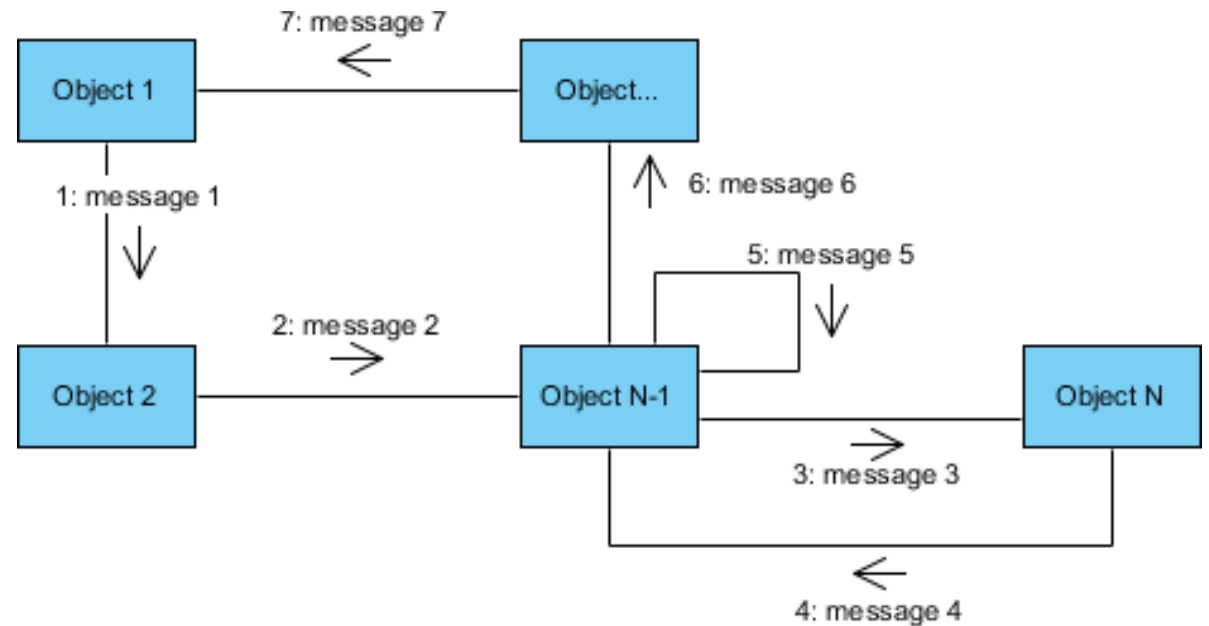 7: message 7
Object 1
Object...
6: message 6
1: message 1
5: message 5
2: message 2
Object 2
Object N-1
Object N
3: message 3
4: message 4